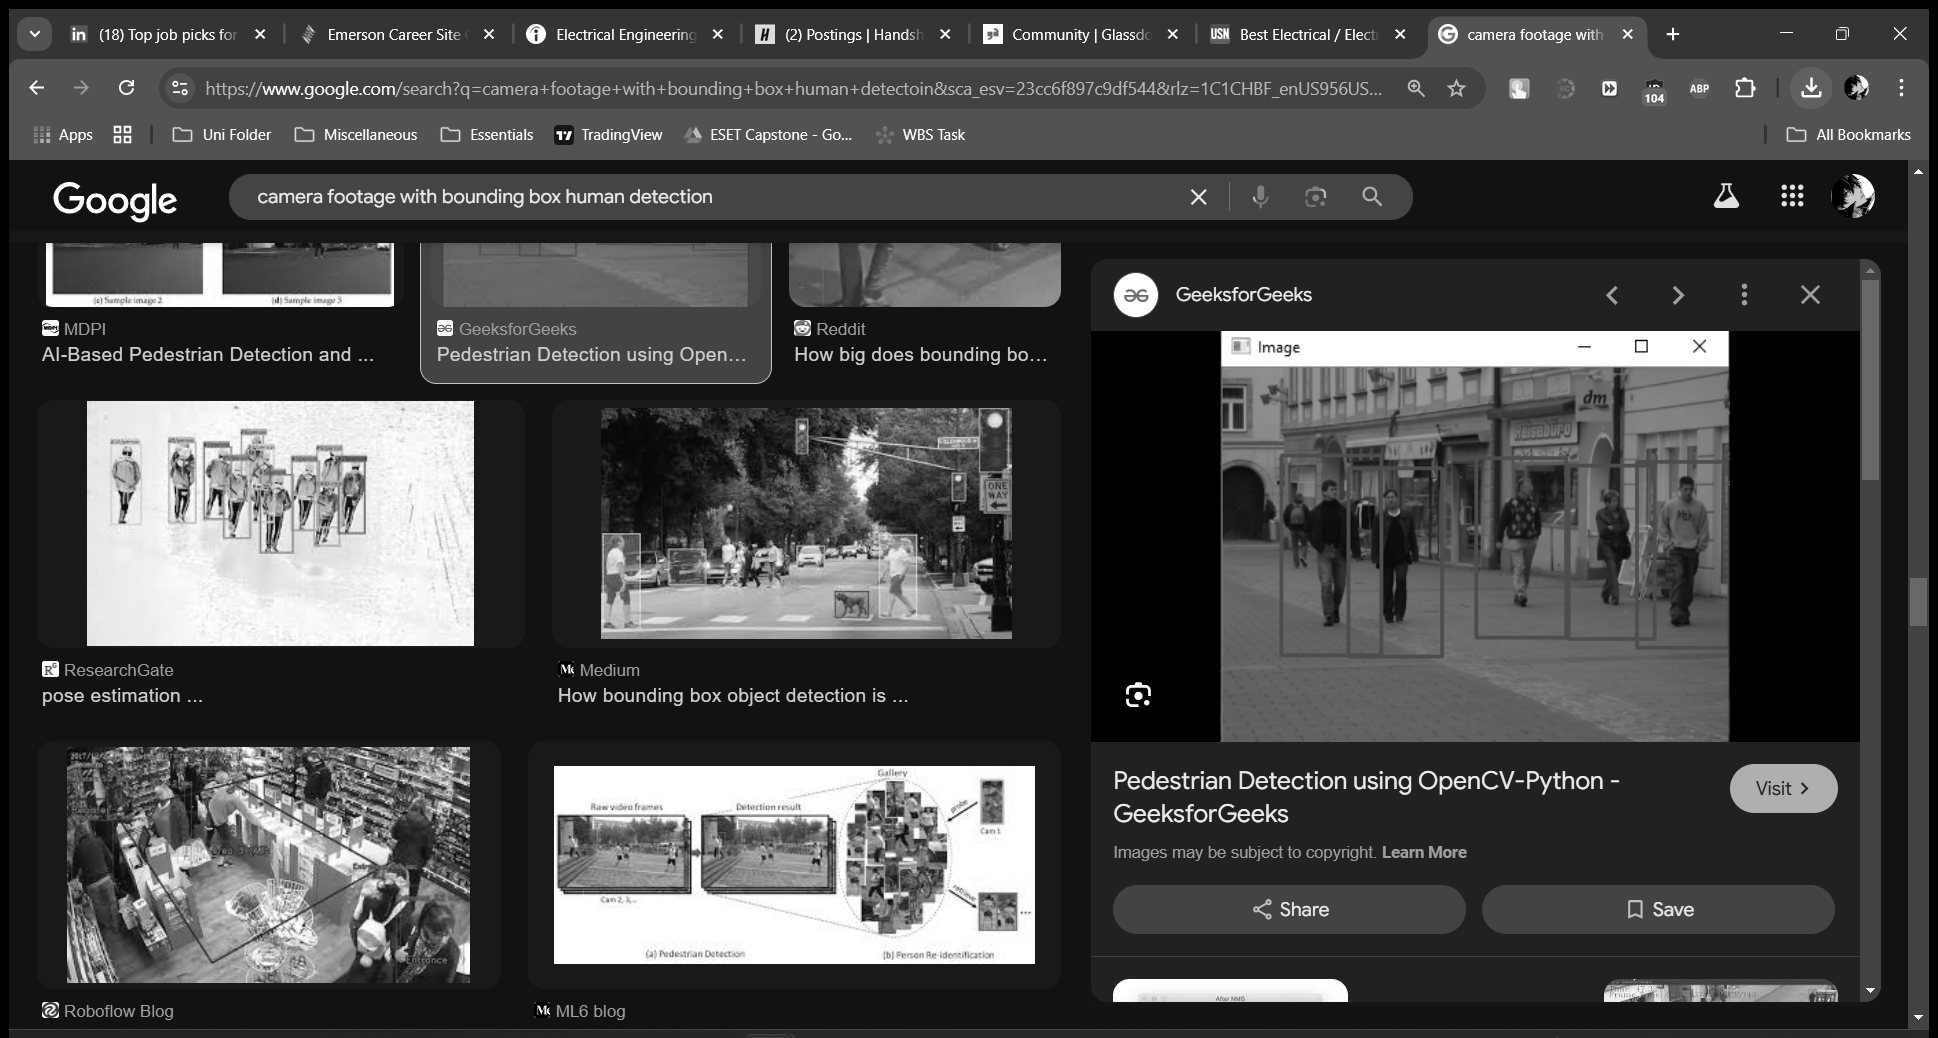 (18) Top job picks for
Emerson Career Site
Electrical Engineering
(2) Postings | Handsh
Community | Glassdo
USN
Best Electrical / Electr
camera footage with
https://www.google.com/search?q=camera+footage+with+bounding+box+human+detectoin&sca_esv=23cc6f897c9df544&rlz=1C1CHBF_enUS956US...
104
ABP
Apps
Uni Folder
Miscellaneous
Essentials
TradingView
ESET Capstone - Go...
WBS Task
All Bookmarks
Google
camera footage with bounding box human detection
(c) Sample image 2
(d) Sample image 3
MDPI
AI-Based Pedestrian Detection and ...
GeeksforGeeks
Pedestrian Detection using Open...
Reddit
How big does bounding bo...
ResearchGate
pose estimation ...
ONE
WAY
Medium
How bounding box object detection is ...
Entrance
Roboflow Blog
Raw video frames
Detection result
Gallery
probe
Cam 1
Cam 2, 3,...
retrieve
(a) Pedestrian Detection
(b) Person Re-identification
ML6 blog
GeeksforGeeks
Image
dm
Reisebüro
Pedestrian Detection using OpenCV-Python -
GeeksforGeeks
Visit
Images may be subject to copyright. Learn More
Share
Save
After NMS